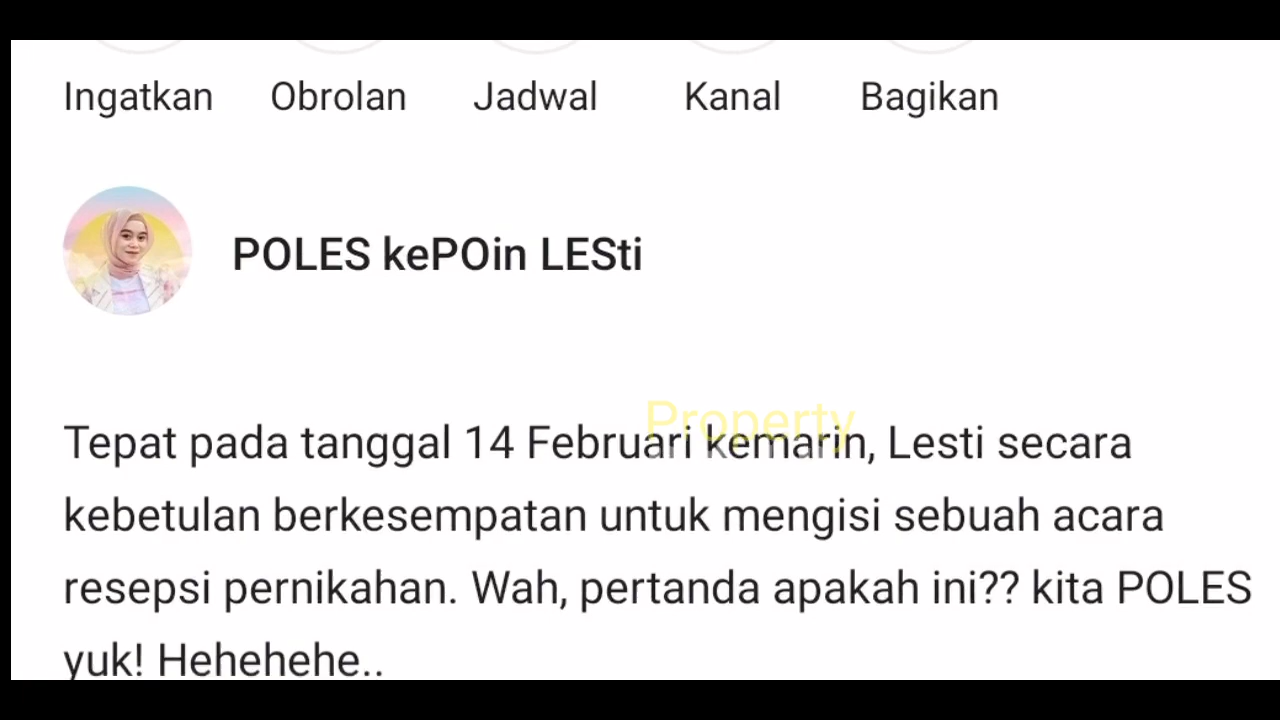 Ingatkan Obrolan Jadwal Kanal Bagikan
POLES kePOin LESti
Property
Tepat pada tanggal 14 Februari kemarin, Lesti secara
kebetulan berkesempatan untuk mengisi sebuah acara
resepsi pernikahan. Wah, pertanda apakah ini?? kita POLES
yuk! Hehehehe..